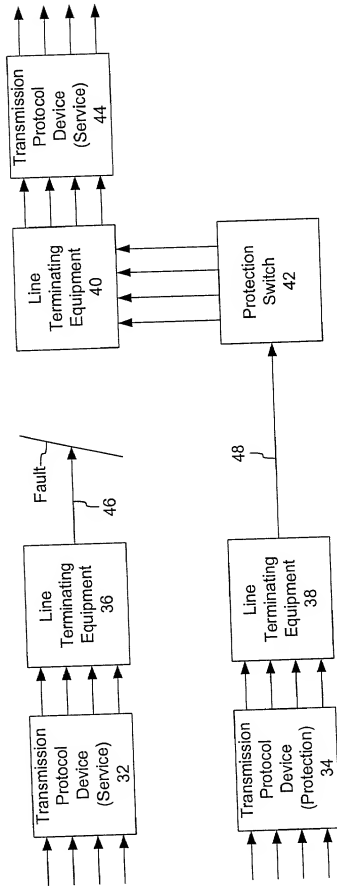 Transmission
Protocol
Device
(Service)
32
Line
Terminating
Equipment
36
46
Fault
Line
Terminating
Equipment
40
Transmission
Protocol
Device
(Service)
44
Transmission
Protocol
Device
(Protection)
34
Line
Terminating
Equipment
38
48
Protection
Switch
42